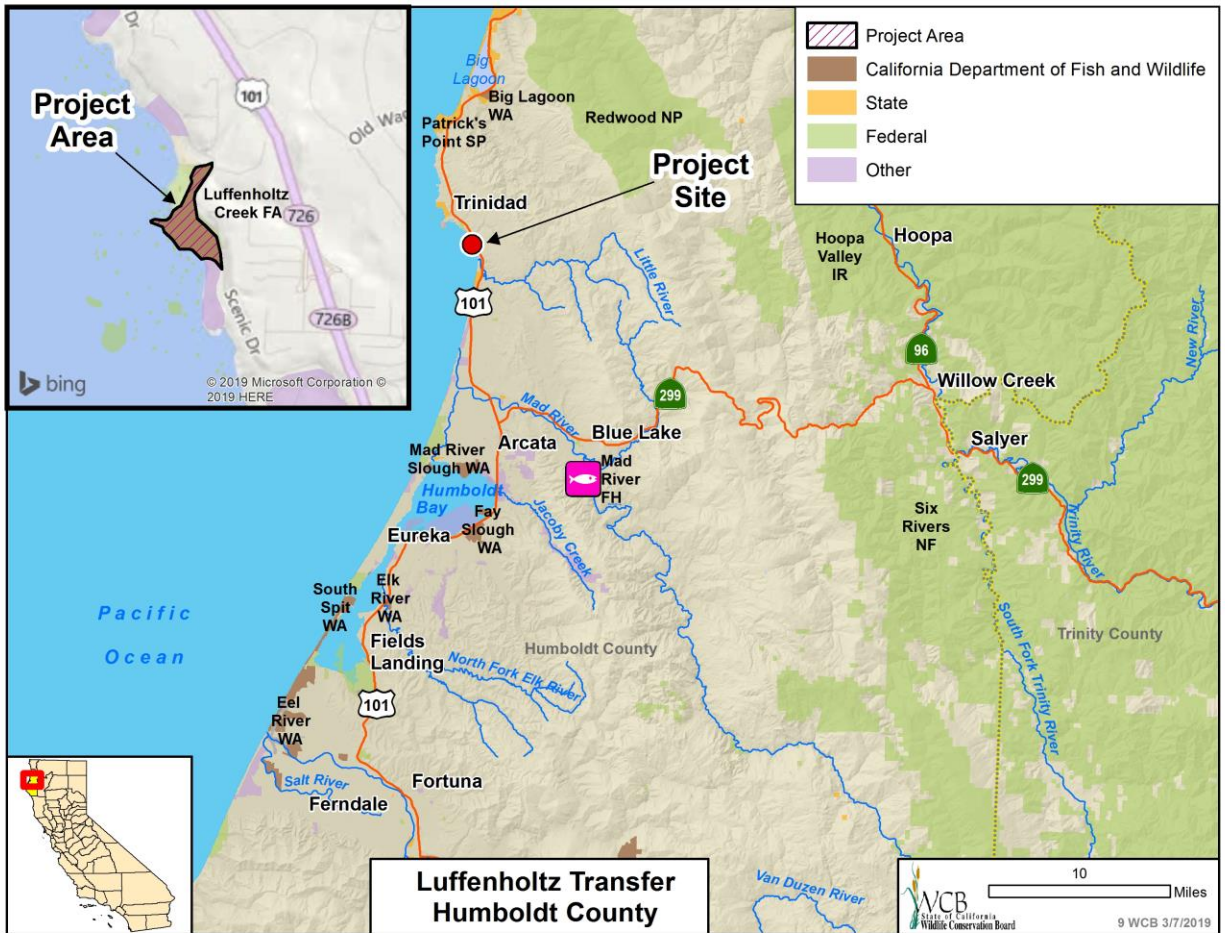 Dr
101
Old Wac
Project
Area
Luffenholtz
Creek FA
726
Scenic Dr
726B
bing
© 2019 Microsoft Corporation ©
2019 HERE
Project Area
California Department of Fish and Wildlife
State
Federal
Other
Big
Lagoon
Big Lagoon
WA
Patrick's
Point SP
Redwood NP
Project
Site
Trinidad
Little River
101
Hoopa
Valley
IR
Hoopa
96
New River
Willow Creek
299
Mad River
Blue Lake
Arcata
Salyer
299
Mad River
Slough WA
Mad
River
FH
Humboldt
Bay
Fay
Slough
WA
Jacoby Creek
Six
Rivers
NF
Trinity River
Eureka
South
Spit
WA
Elk
River
WA
Pacific
Ocean
Fields
Landing
Humboldt County
Trinity County
North Fork Elk River
South Fork Trinity River
101
Eel
River
WA
Salt River
Fortuna
Ferndale
Van Duzen River
Luffenholtz Transfer
Humboldt County
WCB
State of California
Wildlife Conservation Board
10
Miles
9 WCB 3/7/2019